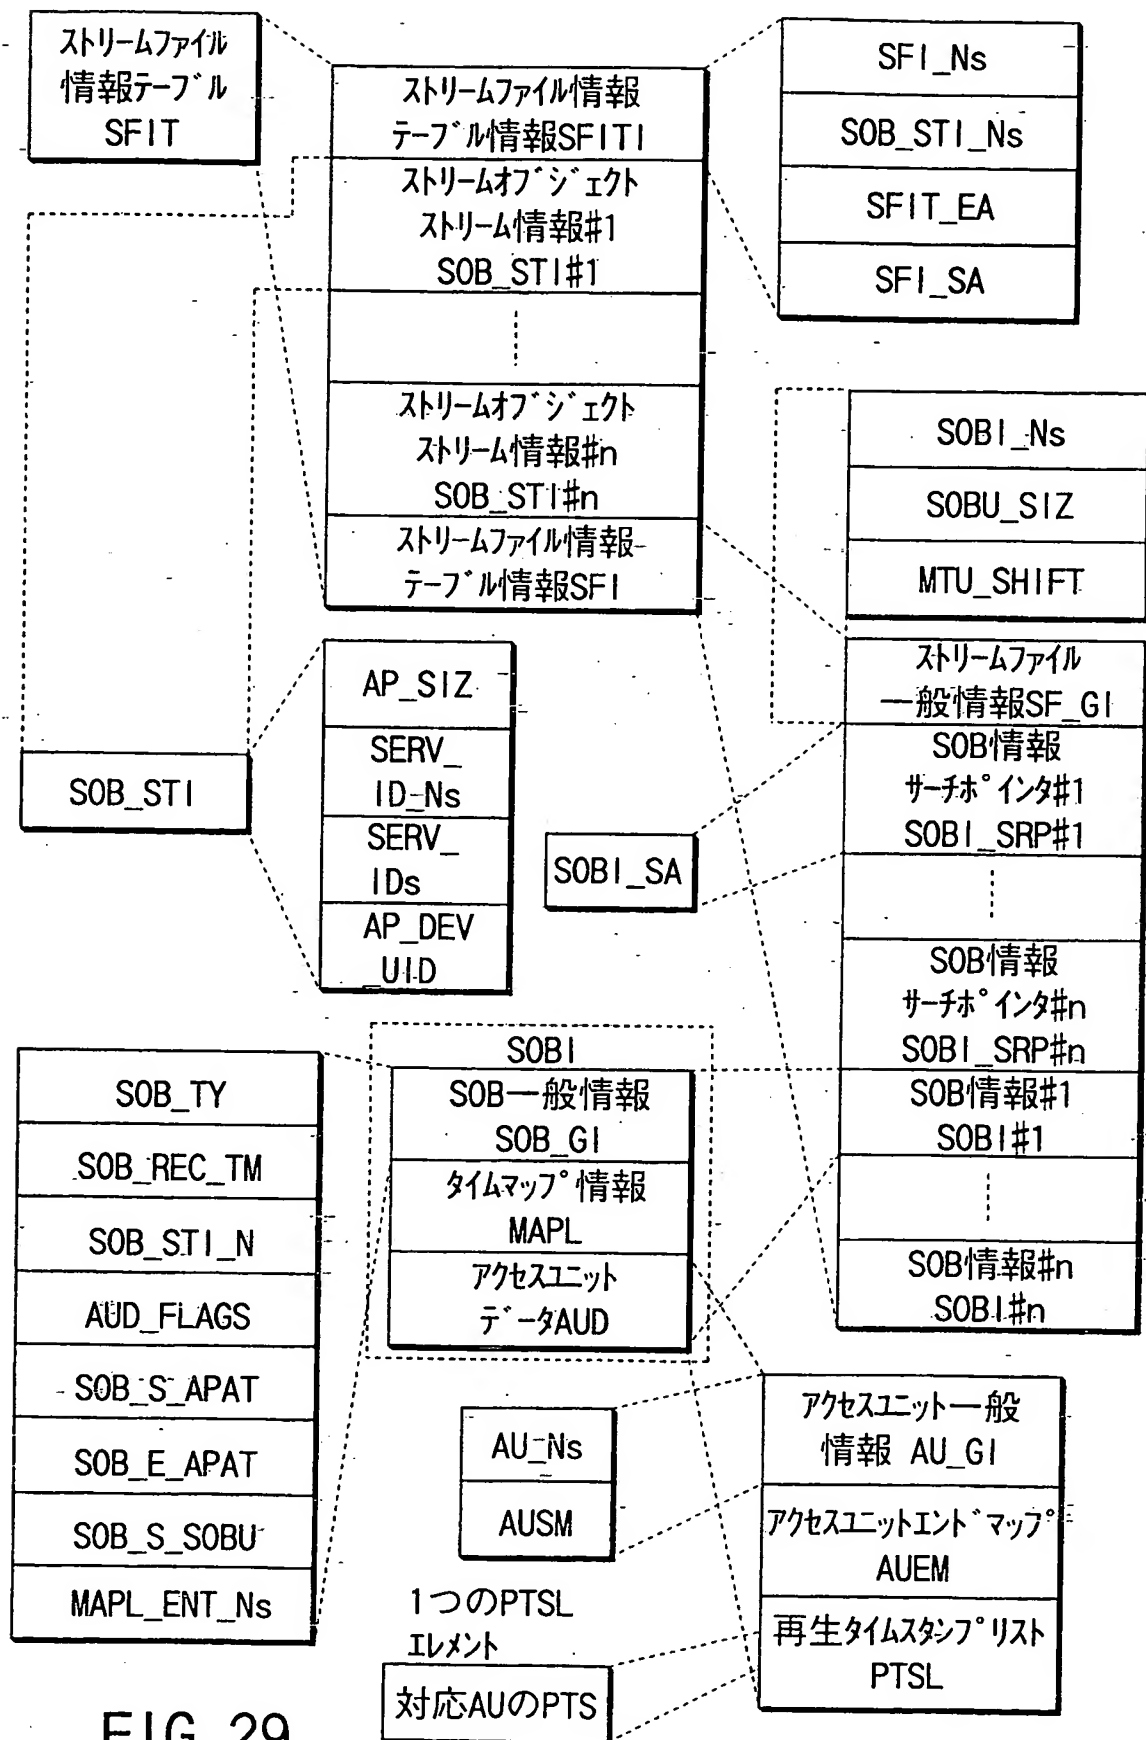 ストリームファイル
情報テーブル
SFIT
ストリームファイル情報
テーブル情報SFITI
ストリームオブジェクト
ストリーム情報#1
SOB_STI#1
ストリームオブジェクト
ストリーム情報#n
SOB_STI#n
ストリームファイル情報
テーブル情報SFI
SFI_Ns
SOB_STI_Ns
SFIT_EA
SFI_SA
SOBI_Ns
SOBU_SIZ
MTU_SHIFT
ストリームファイル
一般情報SF_GI
SOB情報
サーチポインタ#1
SOBI_SRP#1
SOB情報
サーチポインタ#n
SOBI_SRP#n
SOB情報#1
SOBI#1
SOB情報#n
SOBI#n
SOB_STI
AP_SIZ
SERV_
ID_Ns
SERV_
IDs
AP_DEV
_UID
SOBI_SA
SOB_TY
SOB_REC_TM
SOB_STI_N
AUD_FLAGS
SOB_S_APAT
SOB_E_APAT
SOB_S_SOBU
MAPL_ENT_Ns
SOBI
SOB一般情報
SOB_GI
タイムマップ情報
MAPL
アクセスユニット
データAUD
AU_Ns
AUSM
アクセスユニット一般
情報 AU_GI
アクセスユニットエンドマップ
AUEM
再生タイムスタンプリスト
PTSL
1つのPTSL
エレメント
対応AUのPTS
FIG. 29